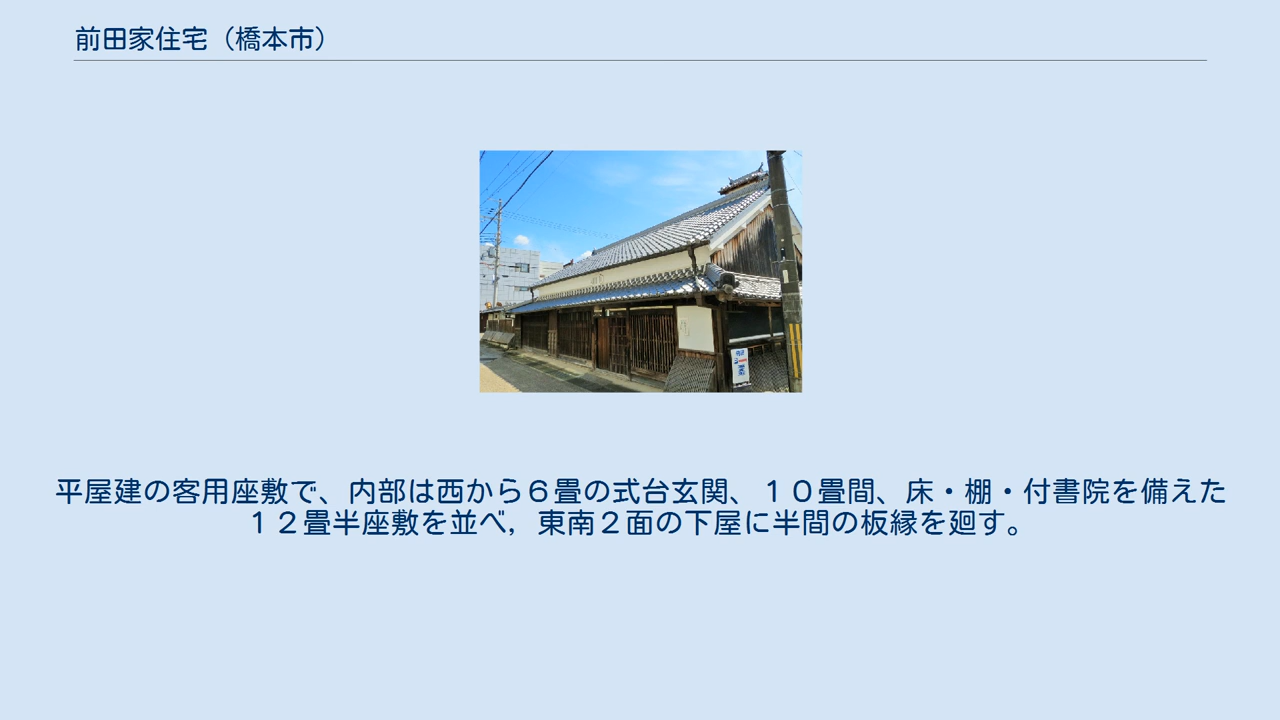 前田家住宅（橋本市）
平屋建の客用座敷で、内部は西から６畳の式台玄関、１０畳間、床・棚・付書院を備えた
１２畳半座敷を並べ，東南２面の下屋に半間の板縁を廻す。